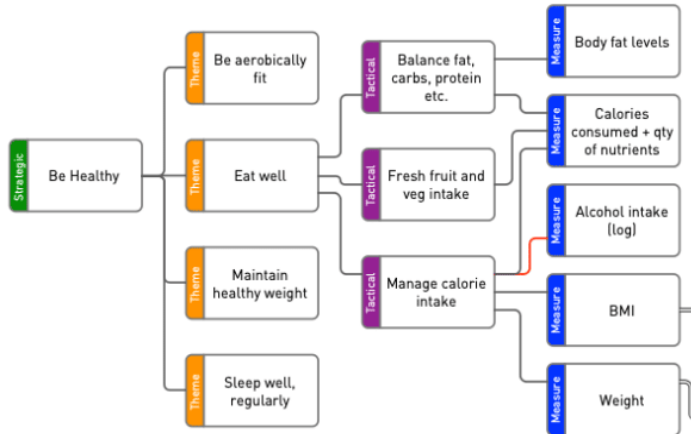 Strategic
Be Healthy
Theme
Be aerobically
fit
Theme
Eat well
Theme
Maintain
healthy weight
Theme
Sleep well,
regularly
Tactical
Balance fat,
carbs, protein
etc.
Tactical
Fresh fruit and
veg intake
Tactical
Manage calorie
intake
Measure
Body fat levels
Measure
Calories
consumed + qty
of nutrients
Measure
Alcohol intake
(log)
Measure
BMI
Measure
Weight